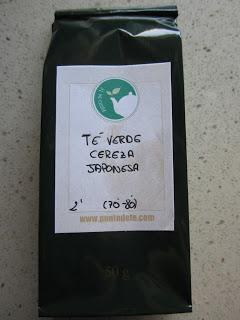 TÉ VERDE
CEREZA
JAPONESA
2' (70-80)
www.puntodete.com
50 g